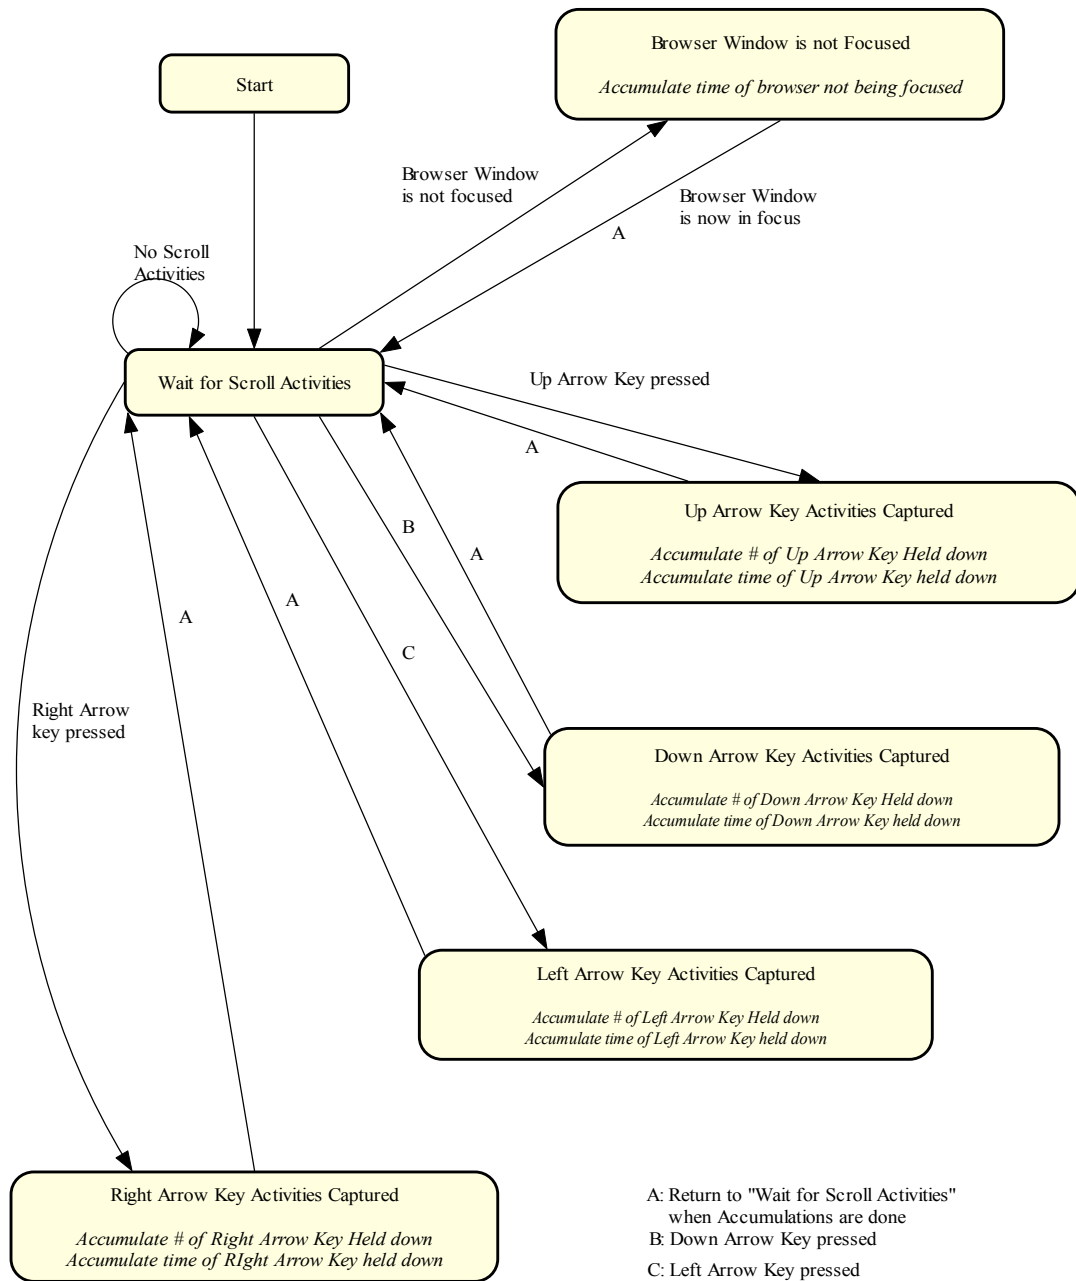 Browser Window is not Focused
Accumulate time of browser not being focused
Start
Browser Window
is not focused
Browser Window
is now in focus
A
No Scroll
Activities
Wait for Scroll Activities
Up Arrow Key pressed
A
Up Arrow Key Activities Captured
Accumulate # of Up Arrow Key Held down
Accumulate time of Up Arrow Key held down
B
A
A
A
C
Right Arrow
key pressed
Down Arrow Key Activities Captured
Accumulate # of Down Arrow Key Held down
Accumulate time of Down Arrow Key held down
Left Arrow Key Activities Captured
Accumulate # of Left Arrow Key Held down
Accumulate time of Left Arrow Key held down
Right Arrow Key Activities Captured
Accumulate # of Right Arrow Key Held down
Accumulate time of RIght Arrow Key held down
A: Return to "Wait for Scroll Activities"
when Accumulations are done
B: Down Arrow Key pressed
C: Left Arrow Key pressed